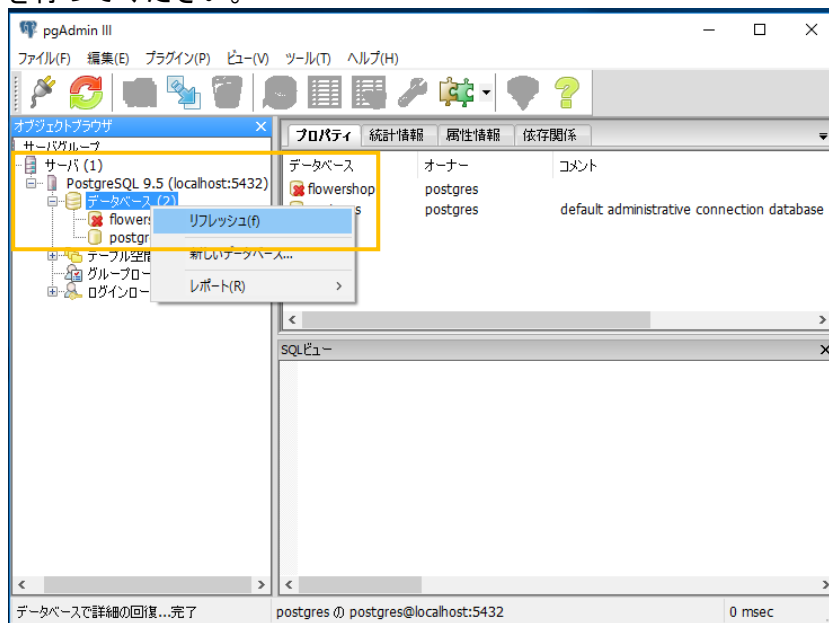 を行ってください。
pgAdmin III
ファイル(F) 編集(E) プラグイン(P) ビュー(V) ツール(T) ヘルプ(H)
オブジェクトブラウザ
サーバグループ
サーバ (1)
PostgreSQL 9.5 (localhost:5432)
データベース (2)
flowers
postgr
テーブル空間
グループロー
ログインロー
リフレッシュ(f)
新しいデータベース...
レポート(R)
プロパティ 統計情報 属性情報 依存関係
データベース オーナー コメント
flowershop postgres
s postgres default administrative connection database
SQLビュー
データベースで詳細の回復...完了 postgres の postgres@localhost:5432 0 msec